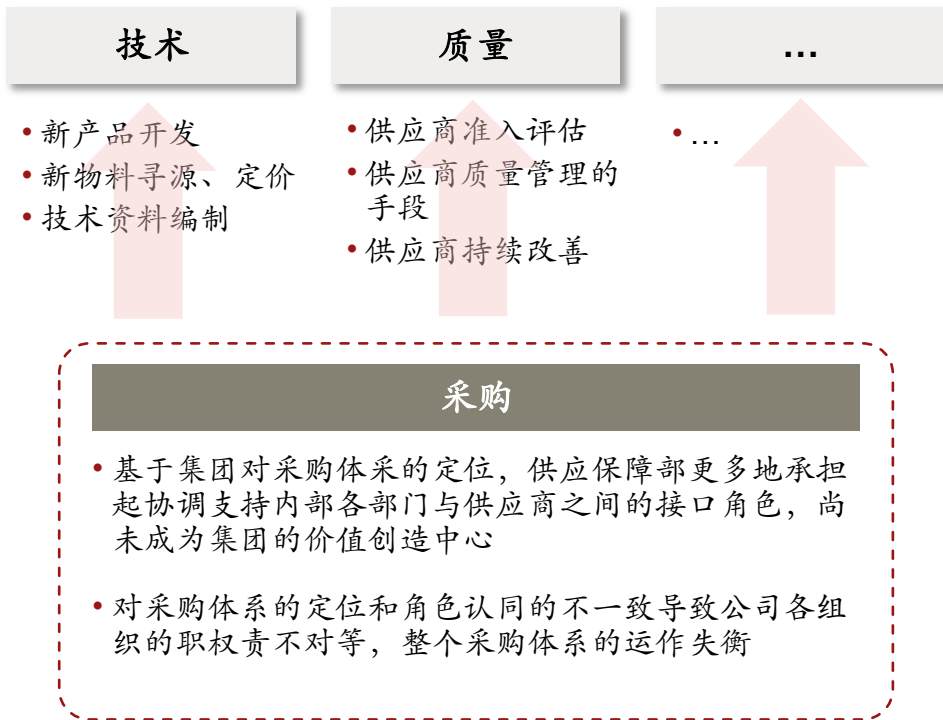 技术
• 新产品开发
• 新物料寻源、定价
• 技术资料编制
质量
• 供应商准入评估
• 供应商质量管理的
手段
• 供应商持续改善
...
• ...
采购
• 基于集团对采购体采的定位，供应保障部更多地承担
起协调支持内部各部门与供应商之间的接口角色，尚
未成为集团的价值创造中心
• 对采购体系的定位和角色认同的不一致导致公司各组
织的职权责不对等，整个采购体系的运作失衡